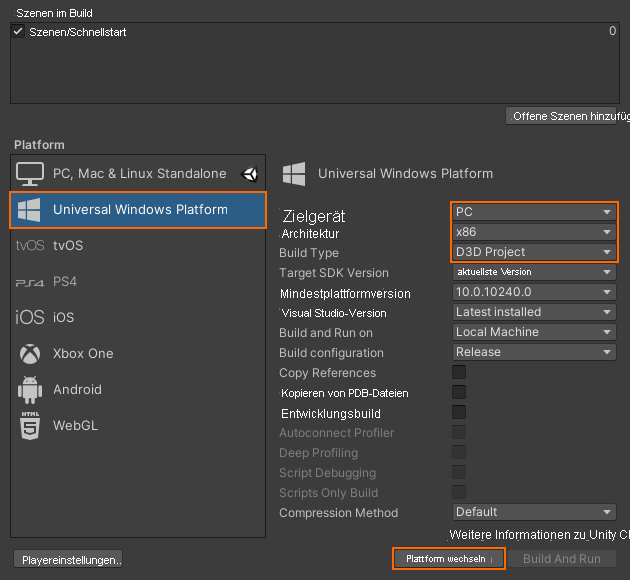 Szenen im Build
Szenen/Schnellstart 0
Offene Szenen hinzufüg
Platform
PC, Mac & Linux Standalone
Universal Windows Platform
tvOS tvOS
PS4 PS4
iOS iOS
Xbox One
Android
HTML 5 WebGL
Universal Windows Platform
Zielgerät PC
Architektur x86
Build Type D3D Project
Target SDK Version aktuellste Version
Mindestplattformversion 10.0.10240.0
Visual Studio-Version Latest installed
Build and Run on Local Machine
Build configuration Release
Copy References
Kopieren von PDB-Dateien
Entwicklungsbuild
Autoconnect Profiler
Deep Profiling
Script Debugging
Scripts Only Build
Compression Method Default
Weitere Informationen zu Unity Cl
Playereinstellungen..
Plattform wechseln
Build And Run